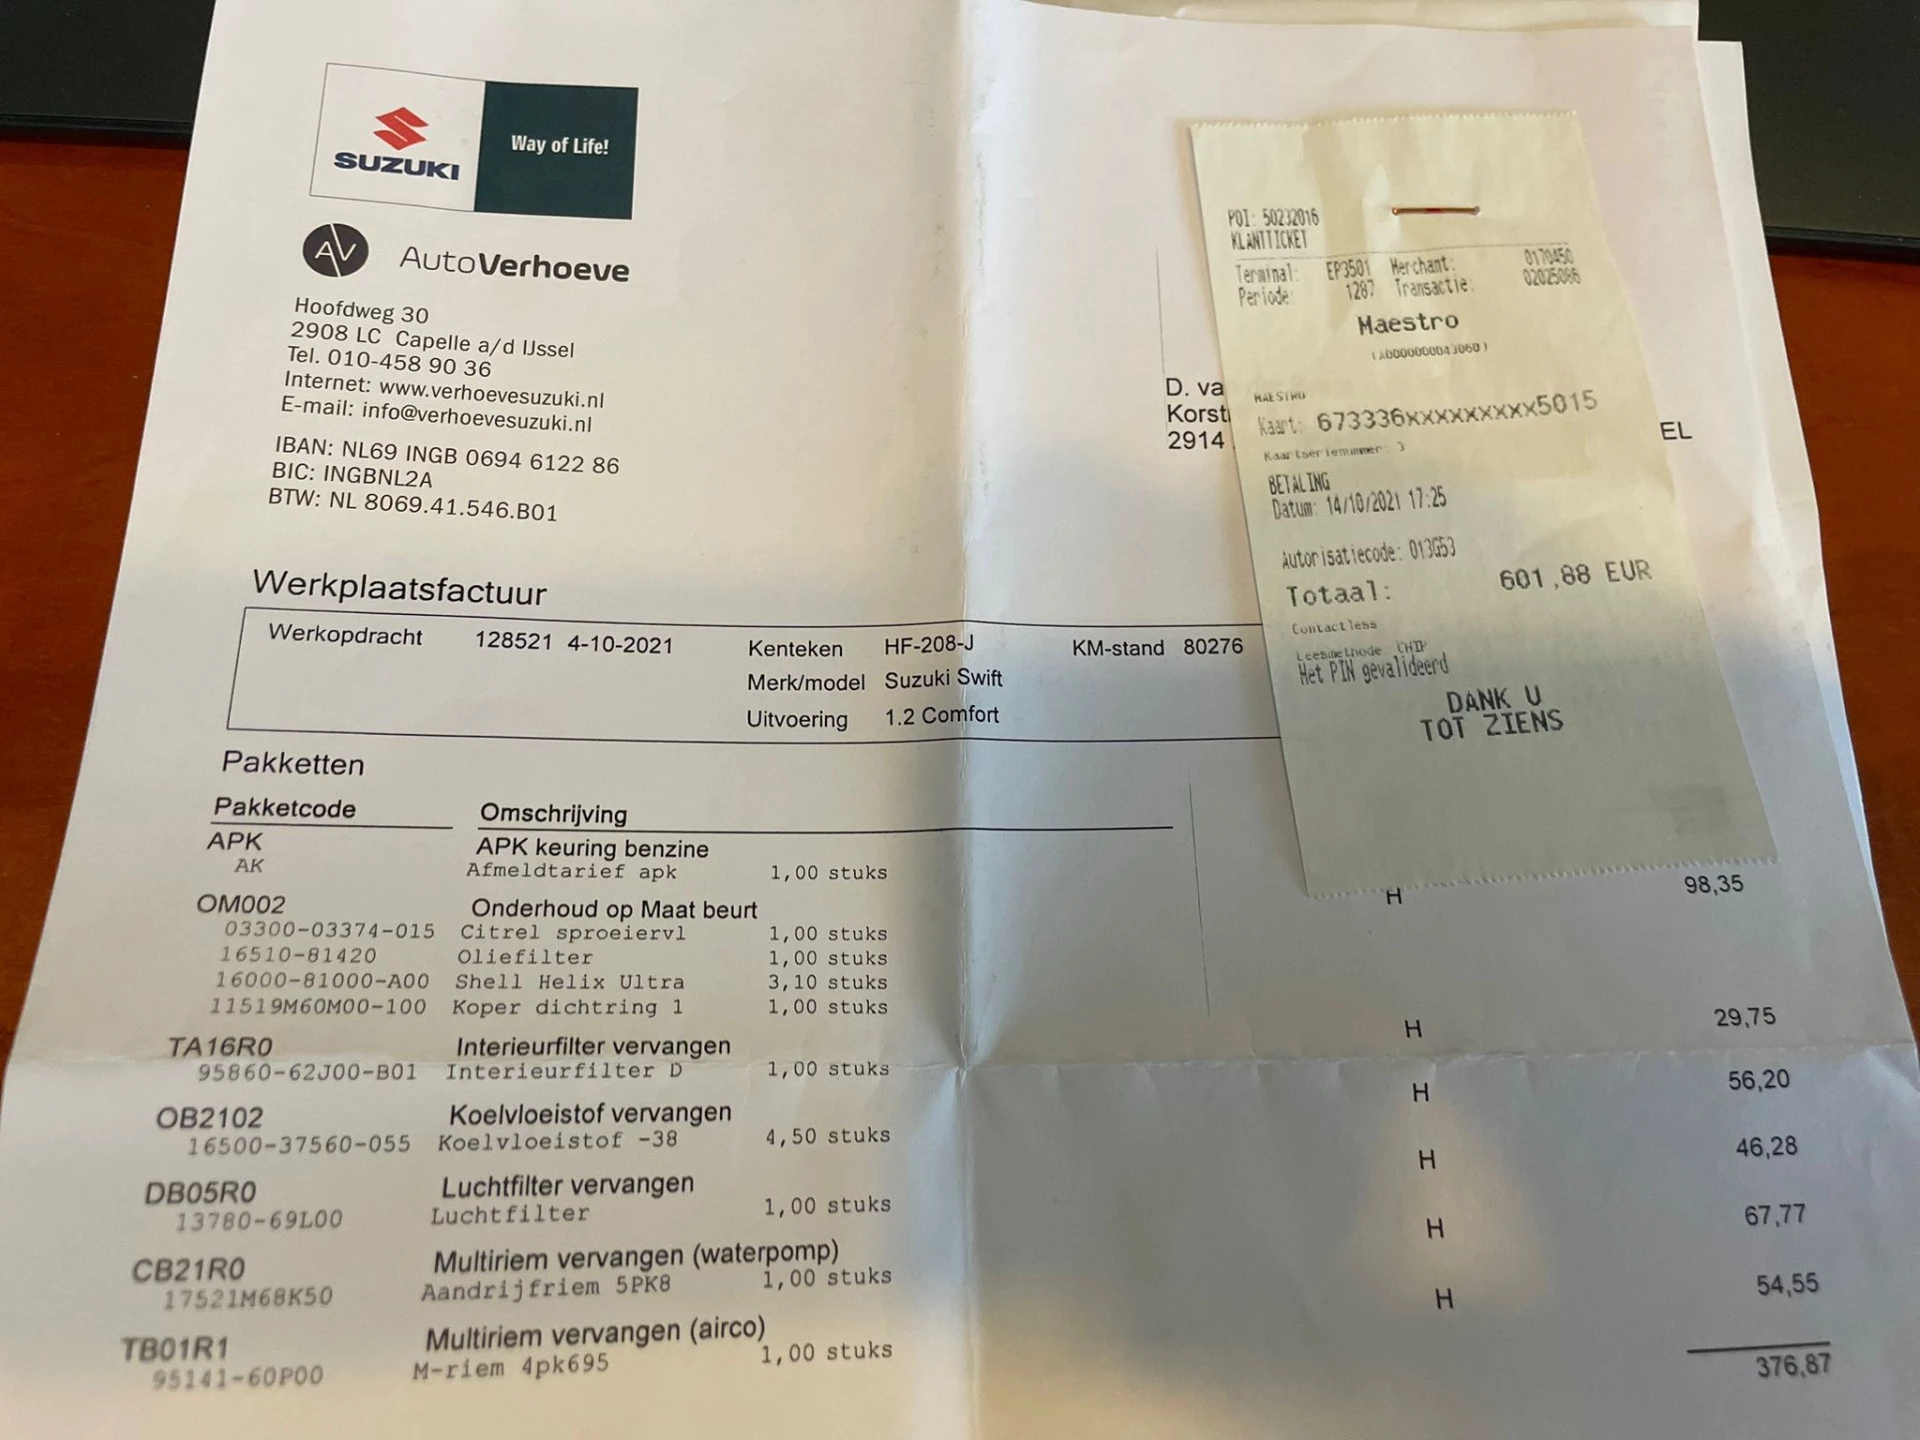 SUZUKI
Way of Life!
AV AutoVerhoeve
Hoofdweg 30
2908 LC Capelle a/d IJssel
Tel. 010-458 90 36
Internet: www.verhoevesuzuki.nl
E-mail: info@verhoevesuzuki.nl
IBAN: NL69 INGB 0694 6122 86
BIC: INGBNL2A
BTW: NL 8069.41.546.B01
D. va
Korst
2914
EL
POI: 50232016
KLANTTICKET
Terminal: EP3501 Merchant: 0170450
Periode: 1287 Transactie: 02025086
Maestro
(A0000000043060)
MAESTRO
Kaart: 673336xxxxxxxxx5015
Kaartserienummer: 3
BETALING
Datum: 14/10/2021 17:25
Autorisatiecode: 013G53
Totaal: 601,88 EUR
Contactless
Leesmethode CHIP
Het PIN gevalideerd
DANK U
TOT ZIENS
Werkplaatsfactuur
Werkopdracht 128521 4-10-2021 Kenteken HF-208-J KM-stand 80276
Merk/model Suzuki Swift
Uitvoering 1.2 Comfort
Pakketten
Pakketcode Omschrijving
APK APK keuring benzine
AK Afmeldtarief apk 1,00 stuks
OM002 Onderhoud op Maat beurt H 98,35
03300-03374-015 Citrel sproeiervl 1,00 stuks
16510-81420 Oliefilter 1,00 stuks
16000-81000-A00 Shell Helix Ultra 3,10 stuks
11519M60M00-100 Koper dichtring 1 1,00 stuks
TA16R0 Interieurfilter vervangen H 29,75
95860-62J00-B01 Interieurfilter D 1,00 stuks
OB2102 Koelvloeistof vervangen H 56,20
16500-37560-055 Koelvloeistof -38 4,50 stuks
DB05R0 Luchtfilter vervangen H 46,28
13780-69L00 Luchtfilter 1,00 stuks
CB21R0 Multiriem vervangen (waterpomp) H 67,77
17521M68K50 Aandrijfriem 5PK8 1,00 stuks
TB01R1 Multiriem vervangen (airco) H 54,55
95141-60P00 M-riem 4pk695 1,00 stuks
376,87